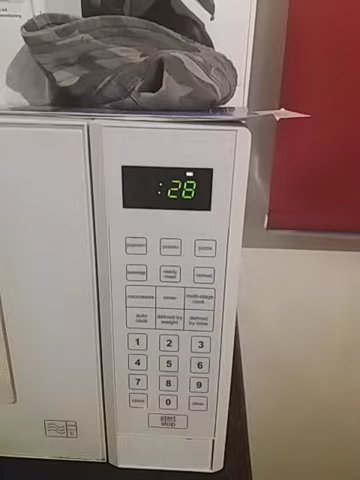 :28
popcorn potato pizza
beverage ready meal reheat
microwave timer multi-stage cook
auto cook defrost by weight defrost by time
1 2 3
4 5 6
7 8 9
clock 0 clear
start stop